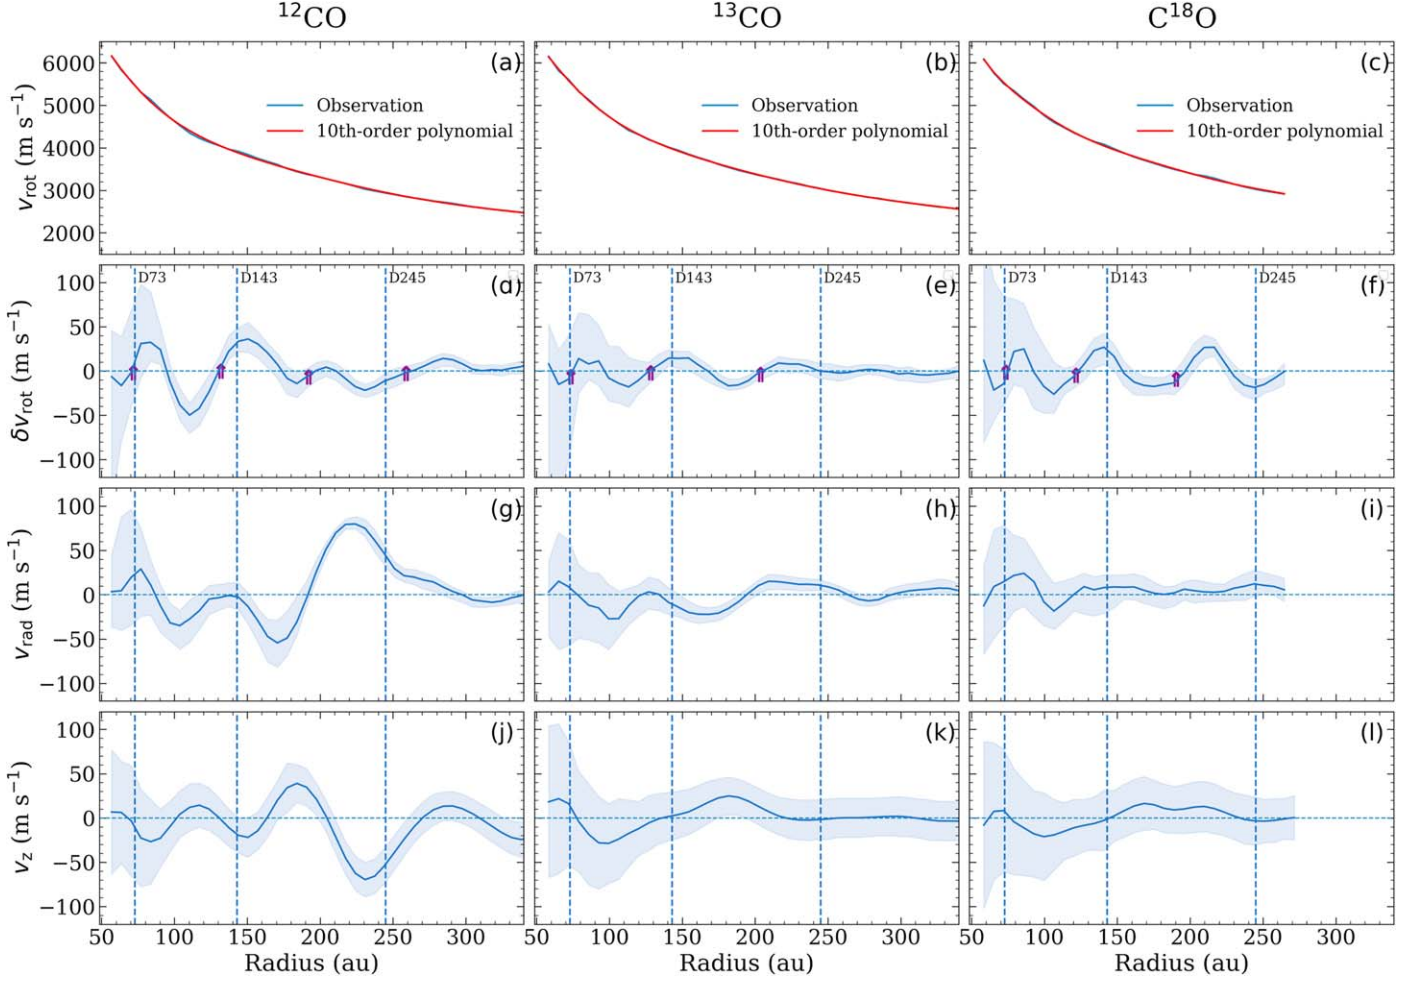 ¹²CO ¹³CO C¹⁸O
6000 5000 4000 3000 2000
v_rot (m s⁻¹)
(a) Observation 10th-order polynomial
(b) Observation 10th-order polynomial
(c) Observation 10th-order polynomial
100 50 0 −50 −100
δv_rot (m s⁻¹)
D73 D143 D245 (d)
D73 D143 D245 (e)
D73 D143 D245 (f)
100 50 0 −50 −100
v_rad (m s⁻¹)
(g) (h) (i)
100 50 0 −50 −100
v_z (m s⁻¹)
(j) (k) (l)
50 100 150 200 250 300 50 100 150 200 250 300 50 100 150 200 250 300
Radius (au) Radius (au) Radius (au)